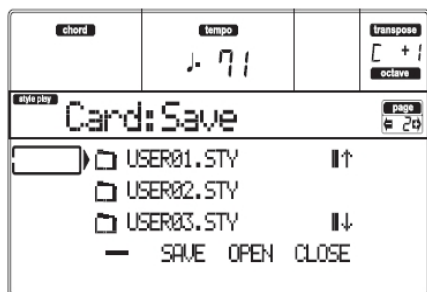 chord tempo transpose
♩. 71 C +1
octave
style play Card:Save page
2
USER01.STY
USER02.STY
USER03.STY
SAVE OPEN CLOSE